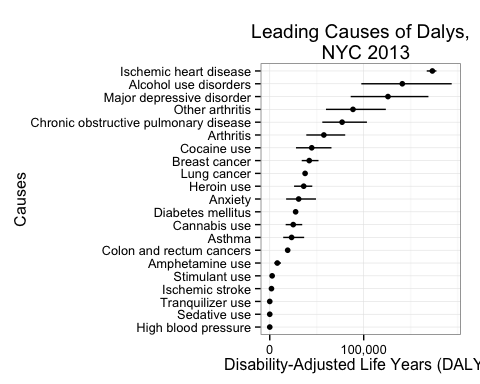 Leading Causes of Dalys,
NYC 2013
Causes
Ischemic heart disease
Alcohol use disorders
Major depressive disorder
Other arthritis
Chronic obstructive pulmonary disease
Arthritis
Cocaine use
Breast cancer
Lung cancer
Heroin use
Anxiety
Diabetes mellitus
Cannabis use
Asthma
Colon and rectum cancers
Amphetamine use
Stimulant use
Ischemic stroke
Tranquilizer use
Sedative use
High blood pressure
0 100,000
Disability-Adjusted Life Years (DALY